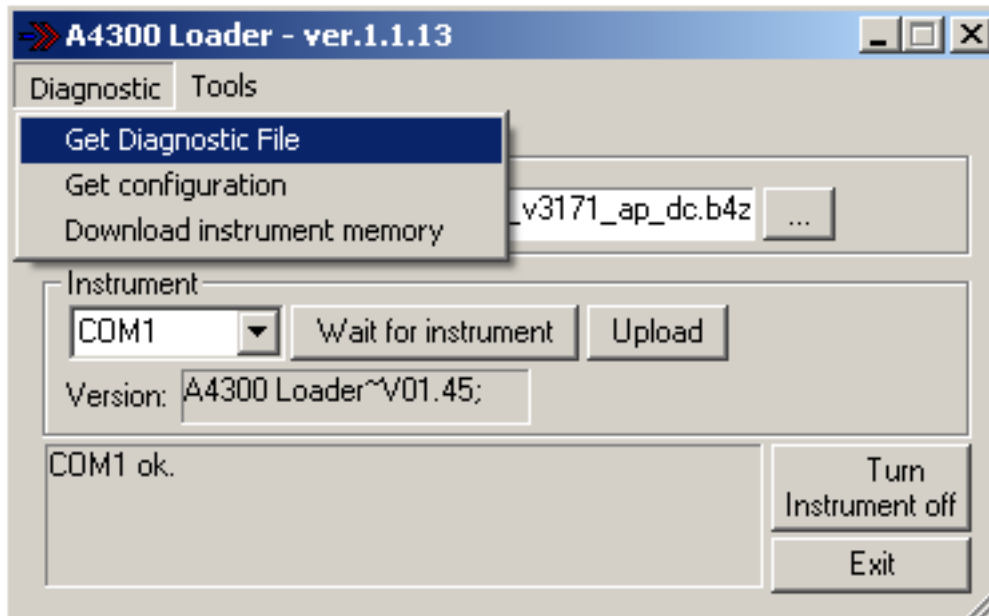 A4300 Loader - ver.1.1.13
Diagnostic Tools
Get Diagnostic File
Get configuration
Download instrument memory
_v3171_ap_dc.b4z ...
Instrument
COM1 Wait for instrument Upload
Version: A4300 Loader~V01.45;
COM1 ok.
Turn
Instrument off
Exit